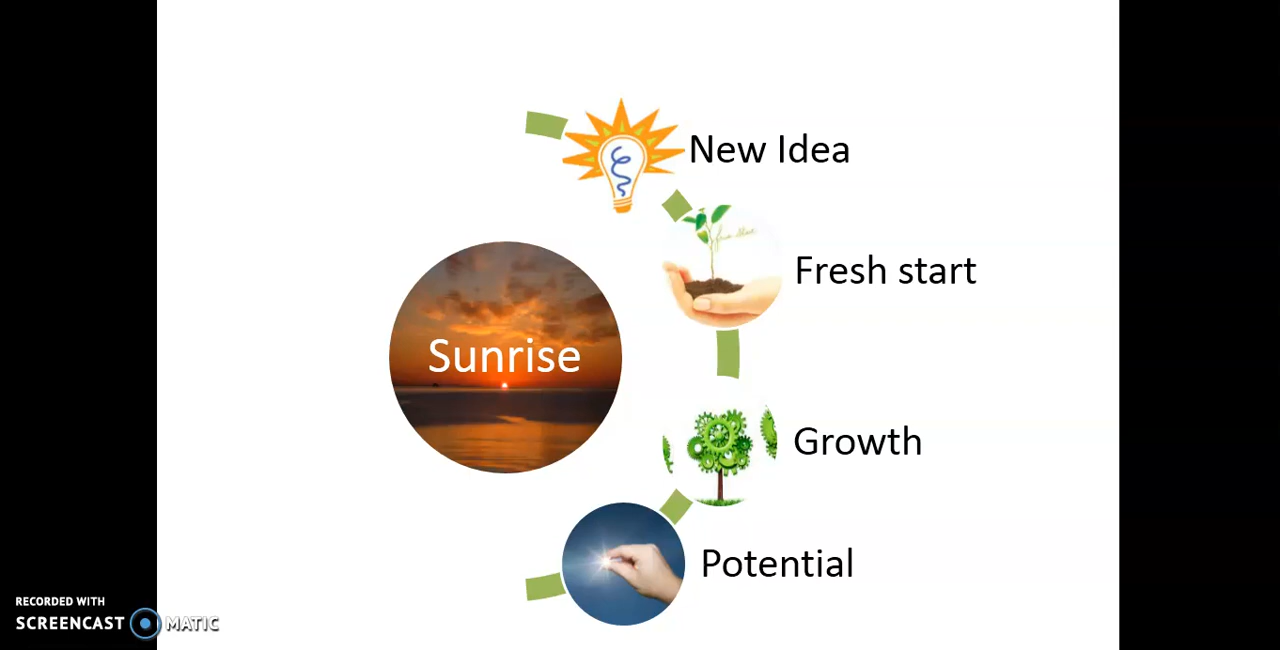 New Idea
Fresh start
Sunrise
Growth
Potential
RECORDED WITH
SCREENCAST MATIC